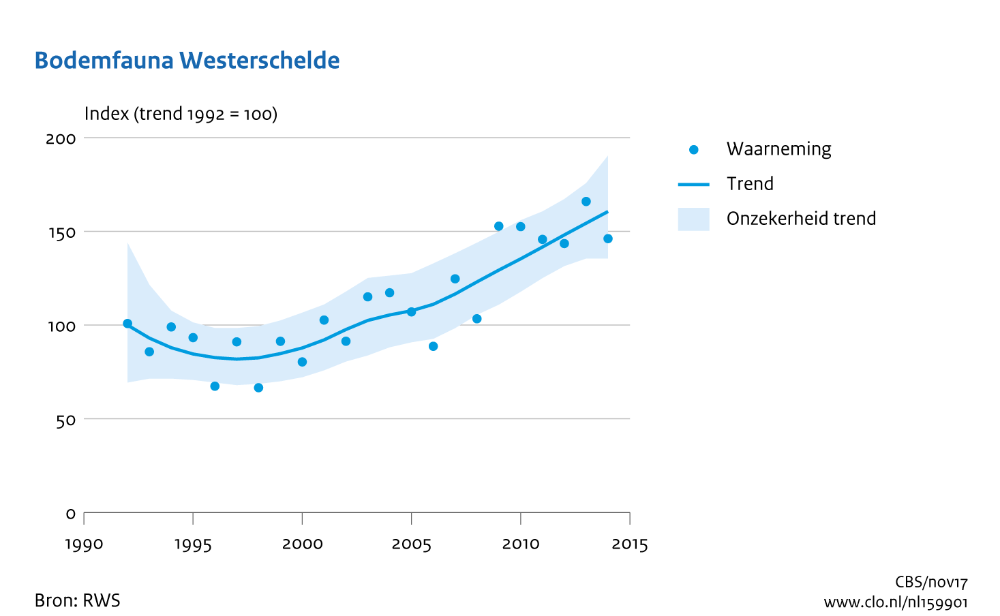 Bodemfauna Westerschelde
Index (trend 1992 = 100)
200
150
100
50
0
1990 1995 2000 2005 2010 2015
Waarneming
Trend
Onzekerheid trend
Bron: RWS
CBS/nov17
www.clo.nl/nl159901